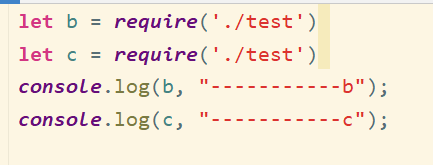 let b = require('./test')
let c = require('./test')
console.log(b, "-----------b");
console.log(c, "-----------c");